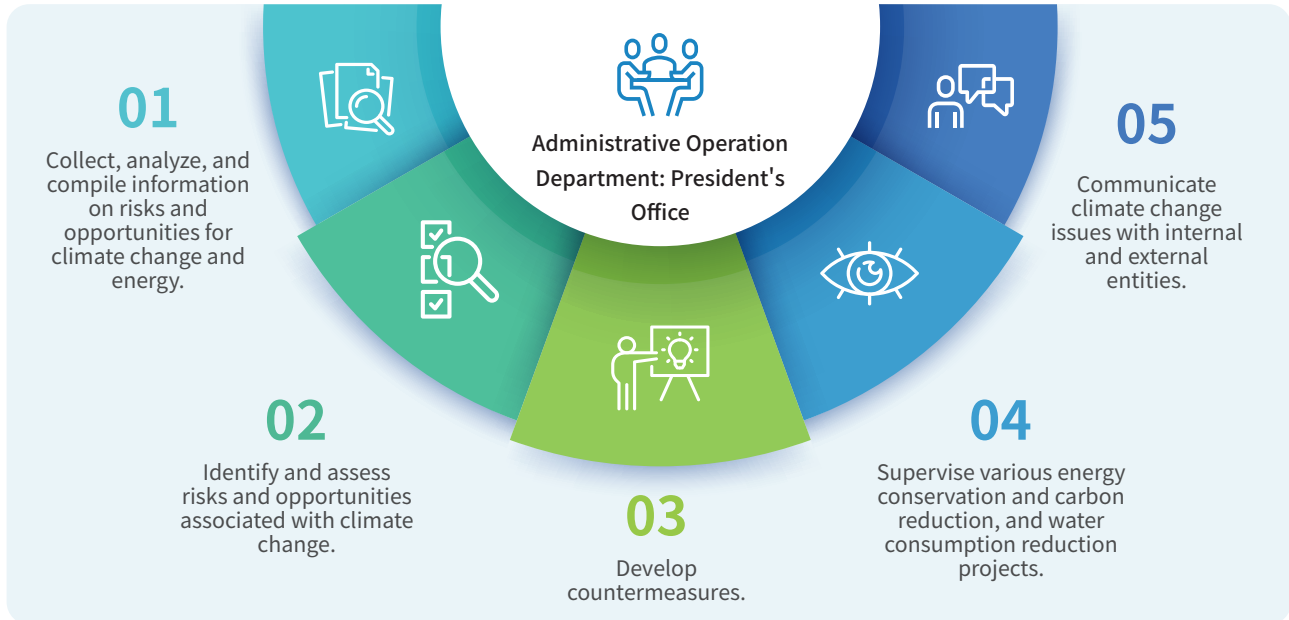 Administrative Operation
Department: President's
Office
01
Collect, analyze, and
compile information
on risks and
opportunities for
climate change and
energy.
02
Identify and assess
risks and opportunities
associated with climate
change.
03
Develop
countermeasures.
04
Supervise various energy
conservation and carbon
reduction, and water
consumption reduction
projects.
05
Communicate
climate change
issues with internal
and external
entities.